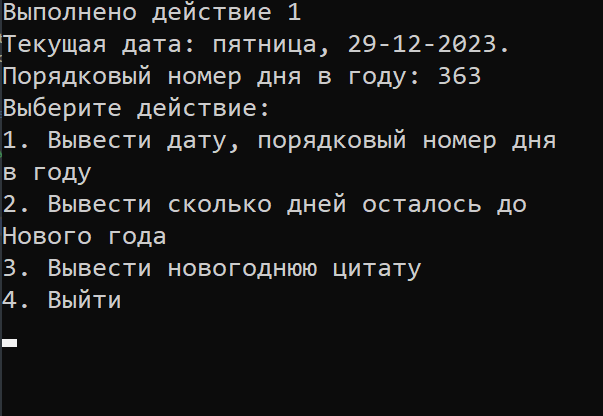 Выполнено действие 1
Текущая дата: пятница, 29-12-2023.
Порядковый номер дня в году: 363
Выберите действие:
1. Вывести дату, порядковый номер дня
в году
2. Вывести сколько дней осталось до
Нового года
3. Вывести новогоднюю цитату
4. Выйти